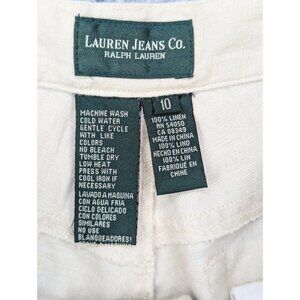 LAUREN JEANS CO.
RALPH LAUREN
MACHINE WASH
COLD WATER
GENTLE CYCLE
WITH LIKE
COLORS
NO BLEACH
TUMBLE DRY
LOW HEAT
PRESS WITH
COOL IRON IF
NECESSARY
LAVADO A MAQUINA
CON AGUA FRIA
CICLO DELICADO
CON COLORES
SIMILARES
NO USE
BLANQUEADORES!
10
100% LINEN
RN 54050
CA 08349
MADE IN CHINA
100% LINO
HECHO EN CHINA
100% LIN
FABRIQUÉ EN
CHINE